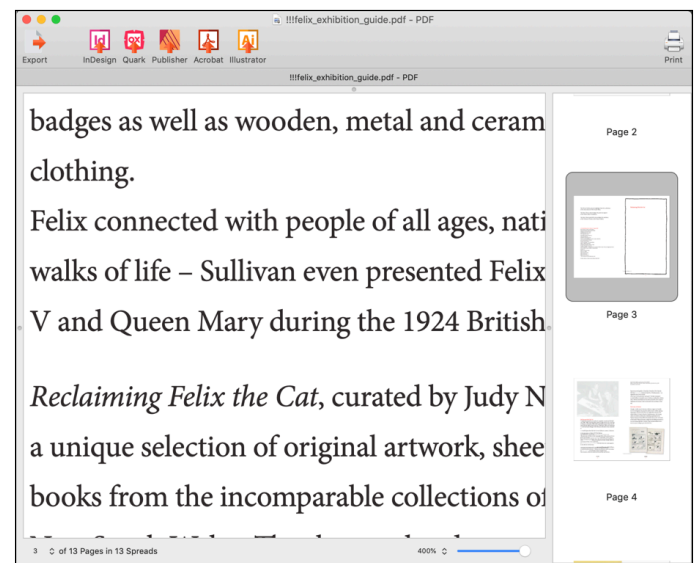 !!!felix_exhibition_guide.pdf - PDF
Id
Ai
Export
InDesign
Quark
Publisher
Acrobat
Illustrator
Print
!!!felix_exhibition_guide.pdf - PDF
badges as well as wooden, metal and ceram
clothing.
Felix connected with people of all ages, nati
walks of life – Sullivan even presented Felix
V and Queen Mary during the 1924 British
Reclaiming Felix the Cat, curated by Judy N
a unique selection of original artwork, shee
books from the incomparable collections of
3 of 13 Pages in 13 Spreads
400%
Page 2
Page 3
Page 4